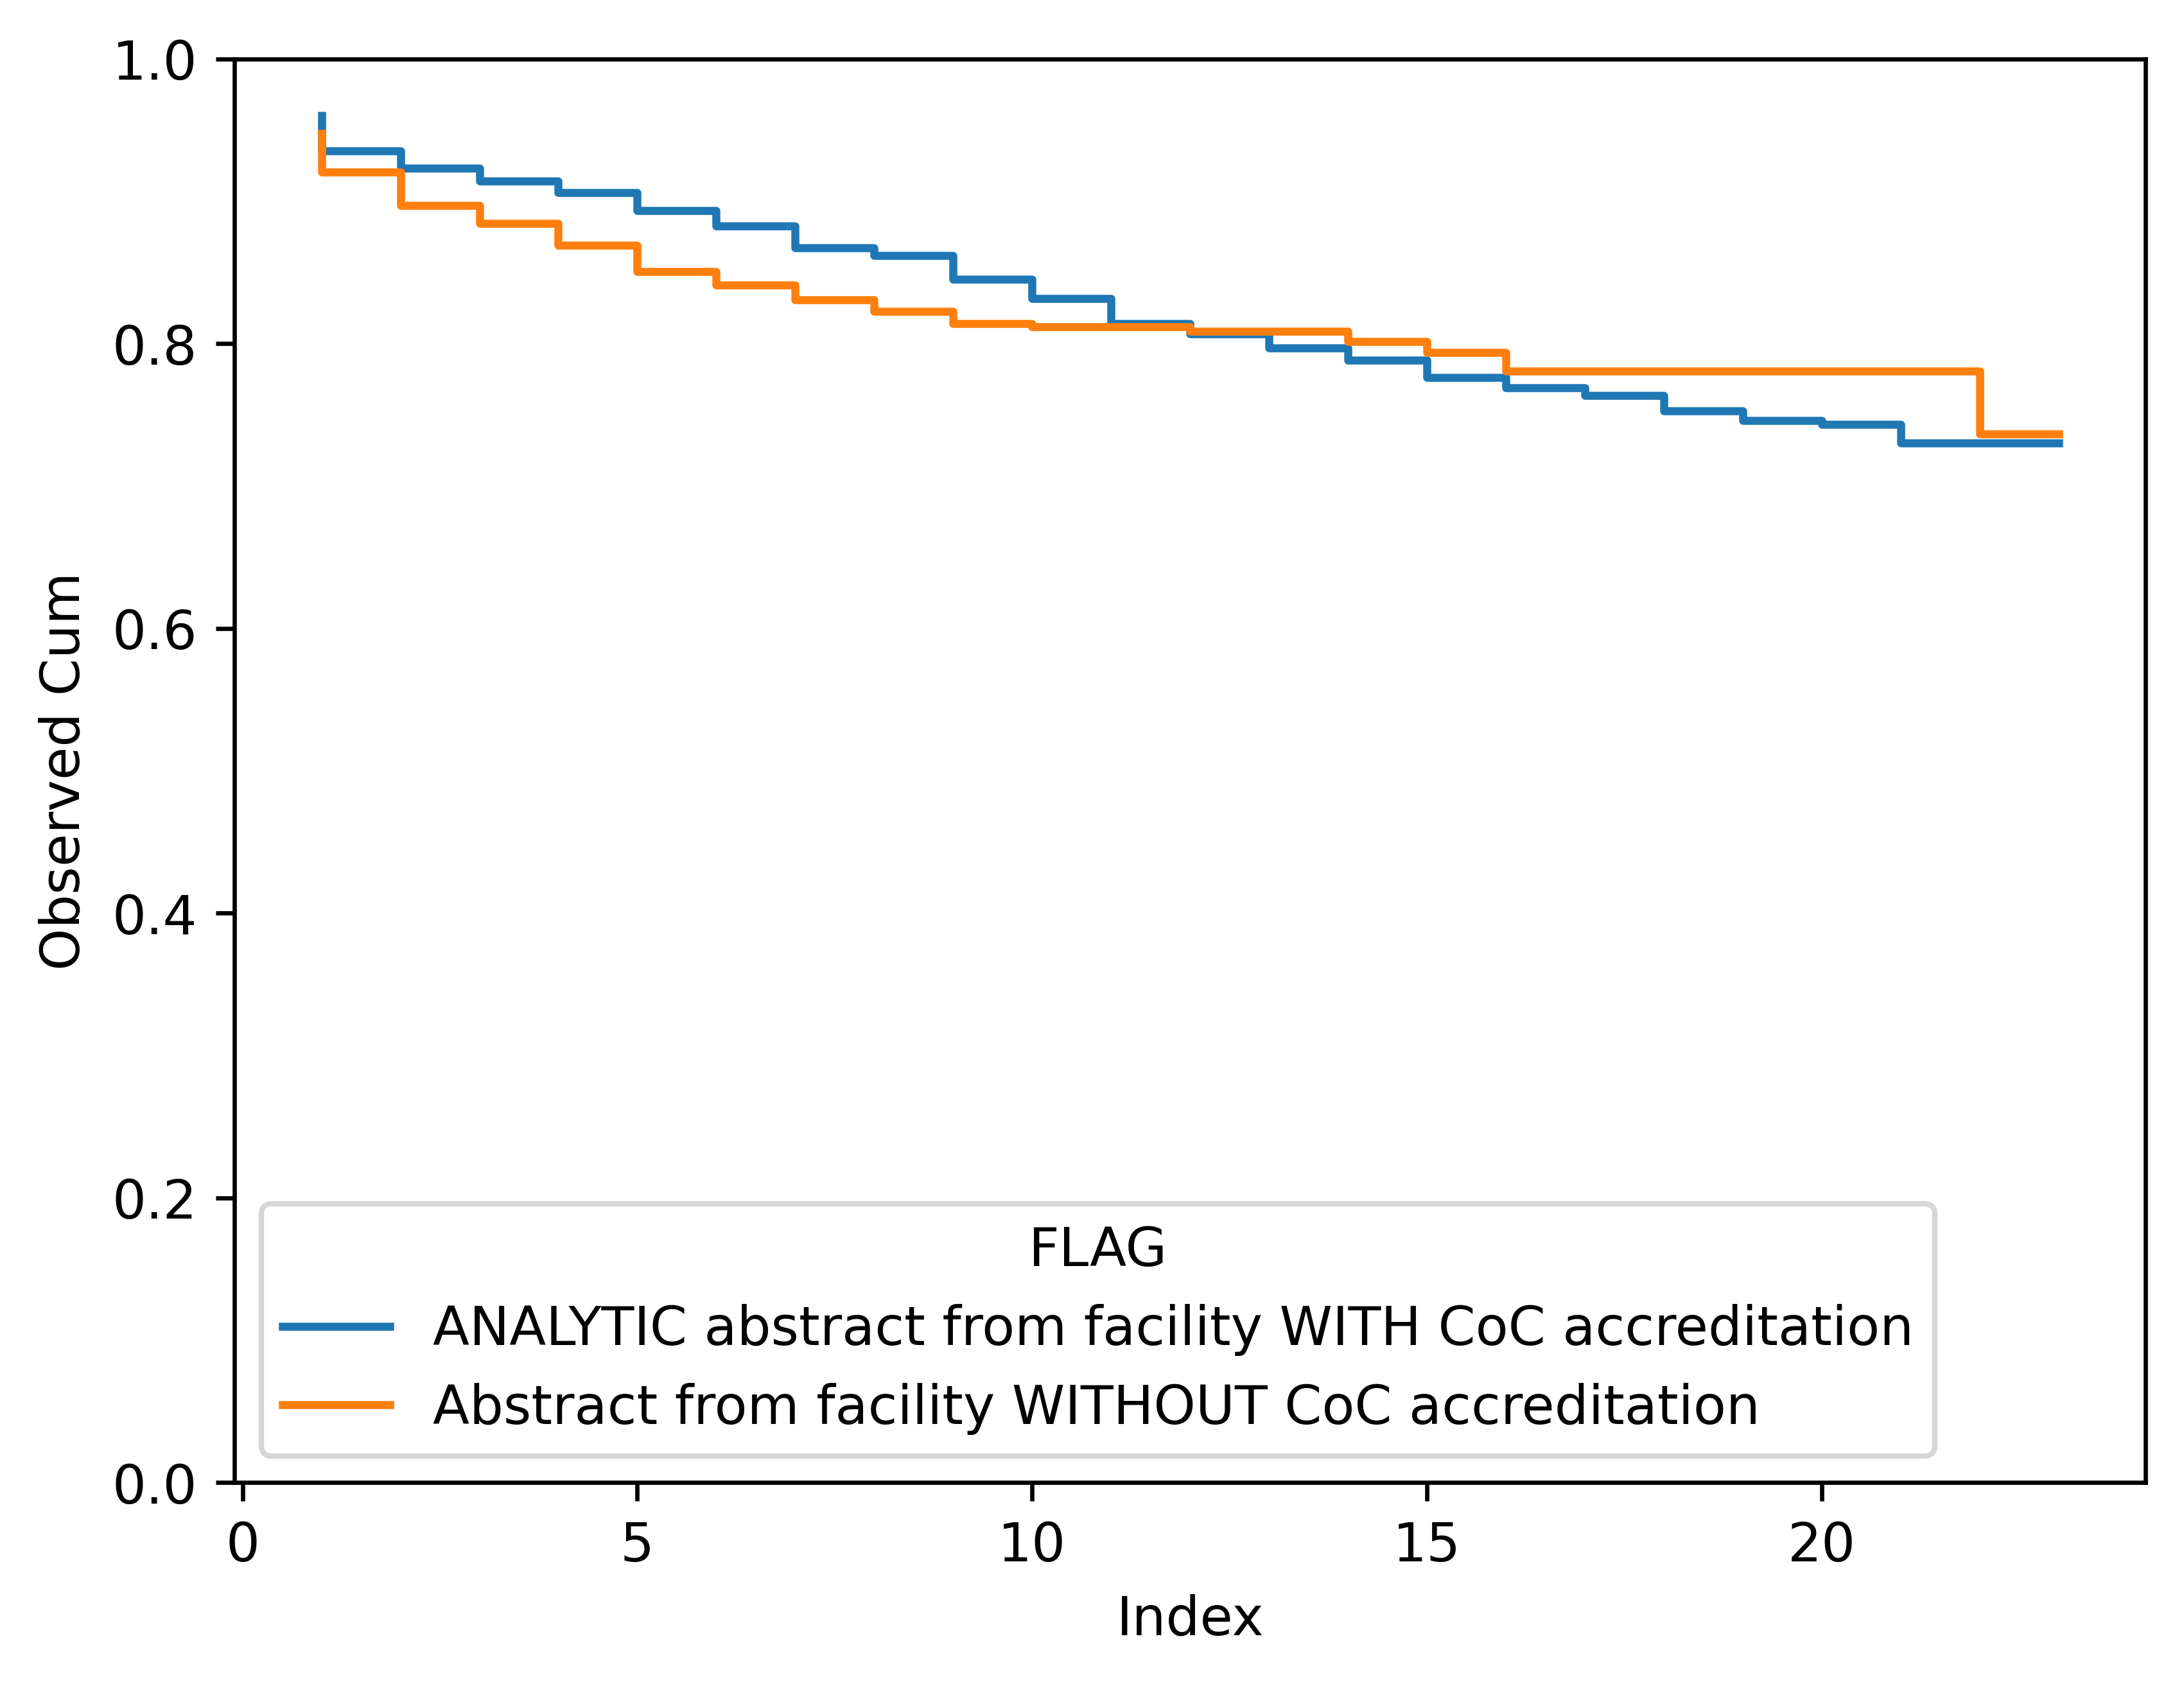 1.0
0.8
0.6
0.4
0.2
0.0
Observed Cum
FLAG
ANALYTIC abstract from facility WITH CoC accreditation
Abstract from facility WITHOUT CoC accreditation
0 5 10 15 20
Index